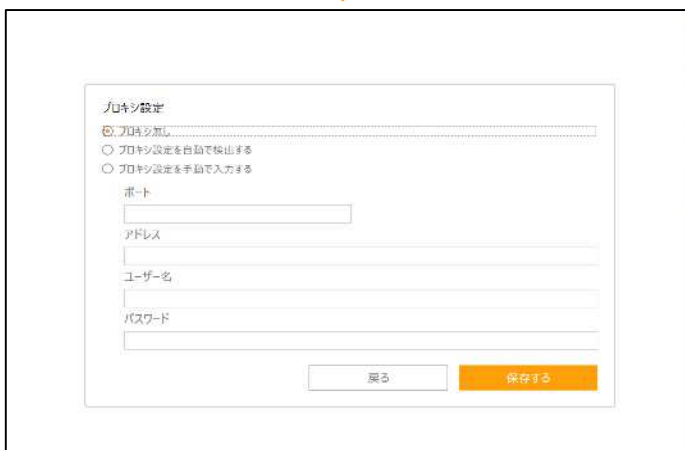 プロキシ設定
プロキシ無し
プロキシ設定を自動で検出する
プロキシ設定を手動で入力する
ポート
アドレス
ユーザー名
パスワード
戻る
保存する